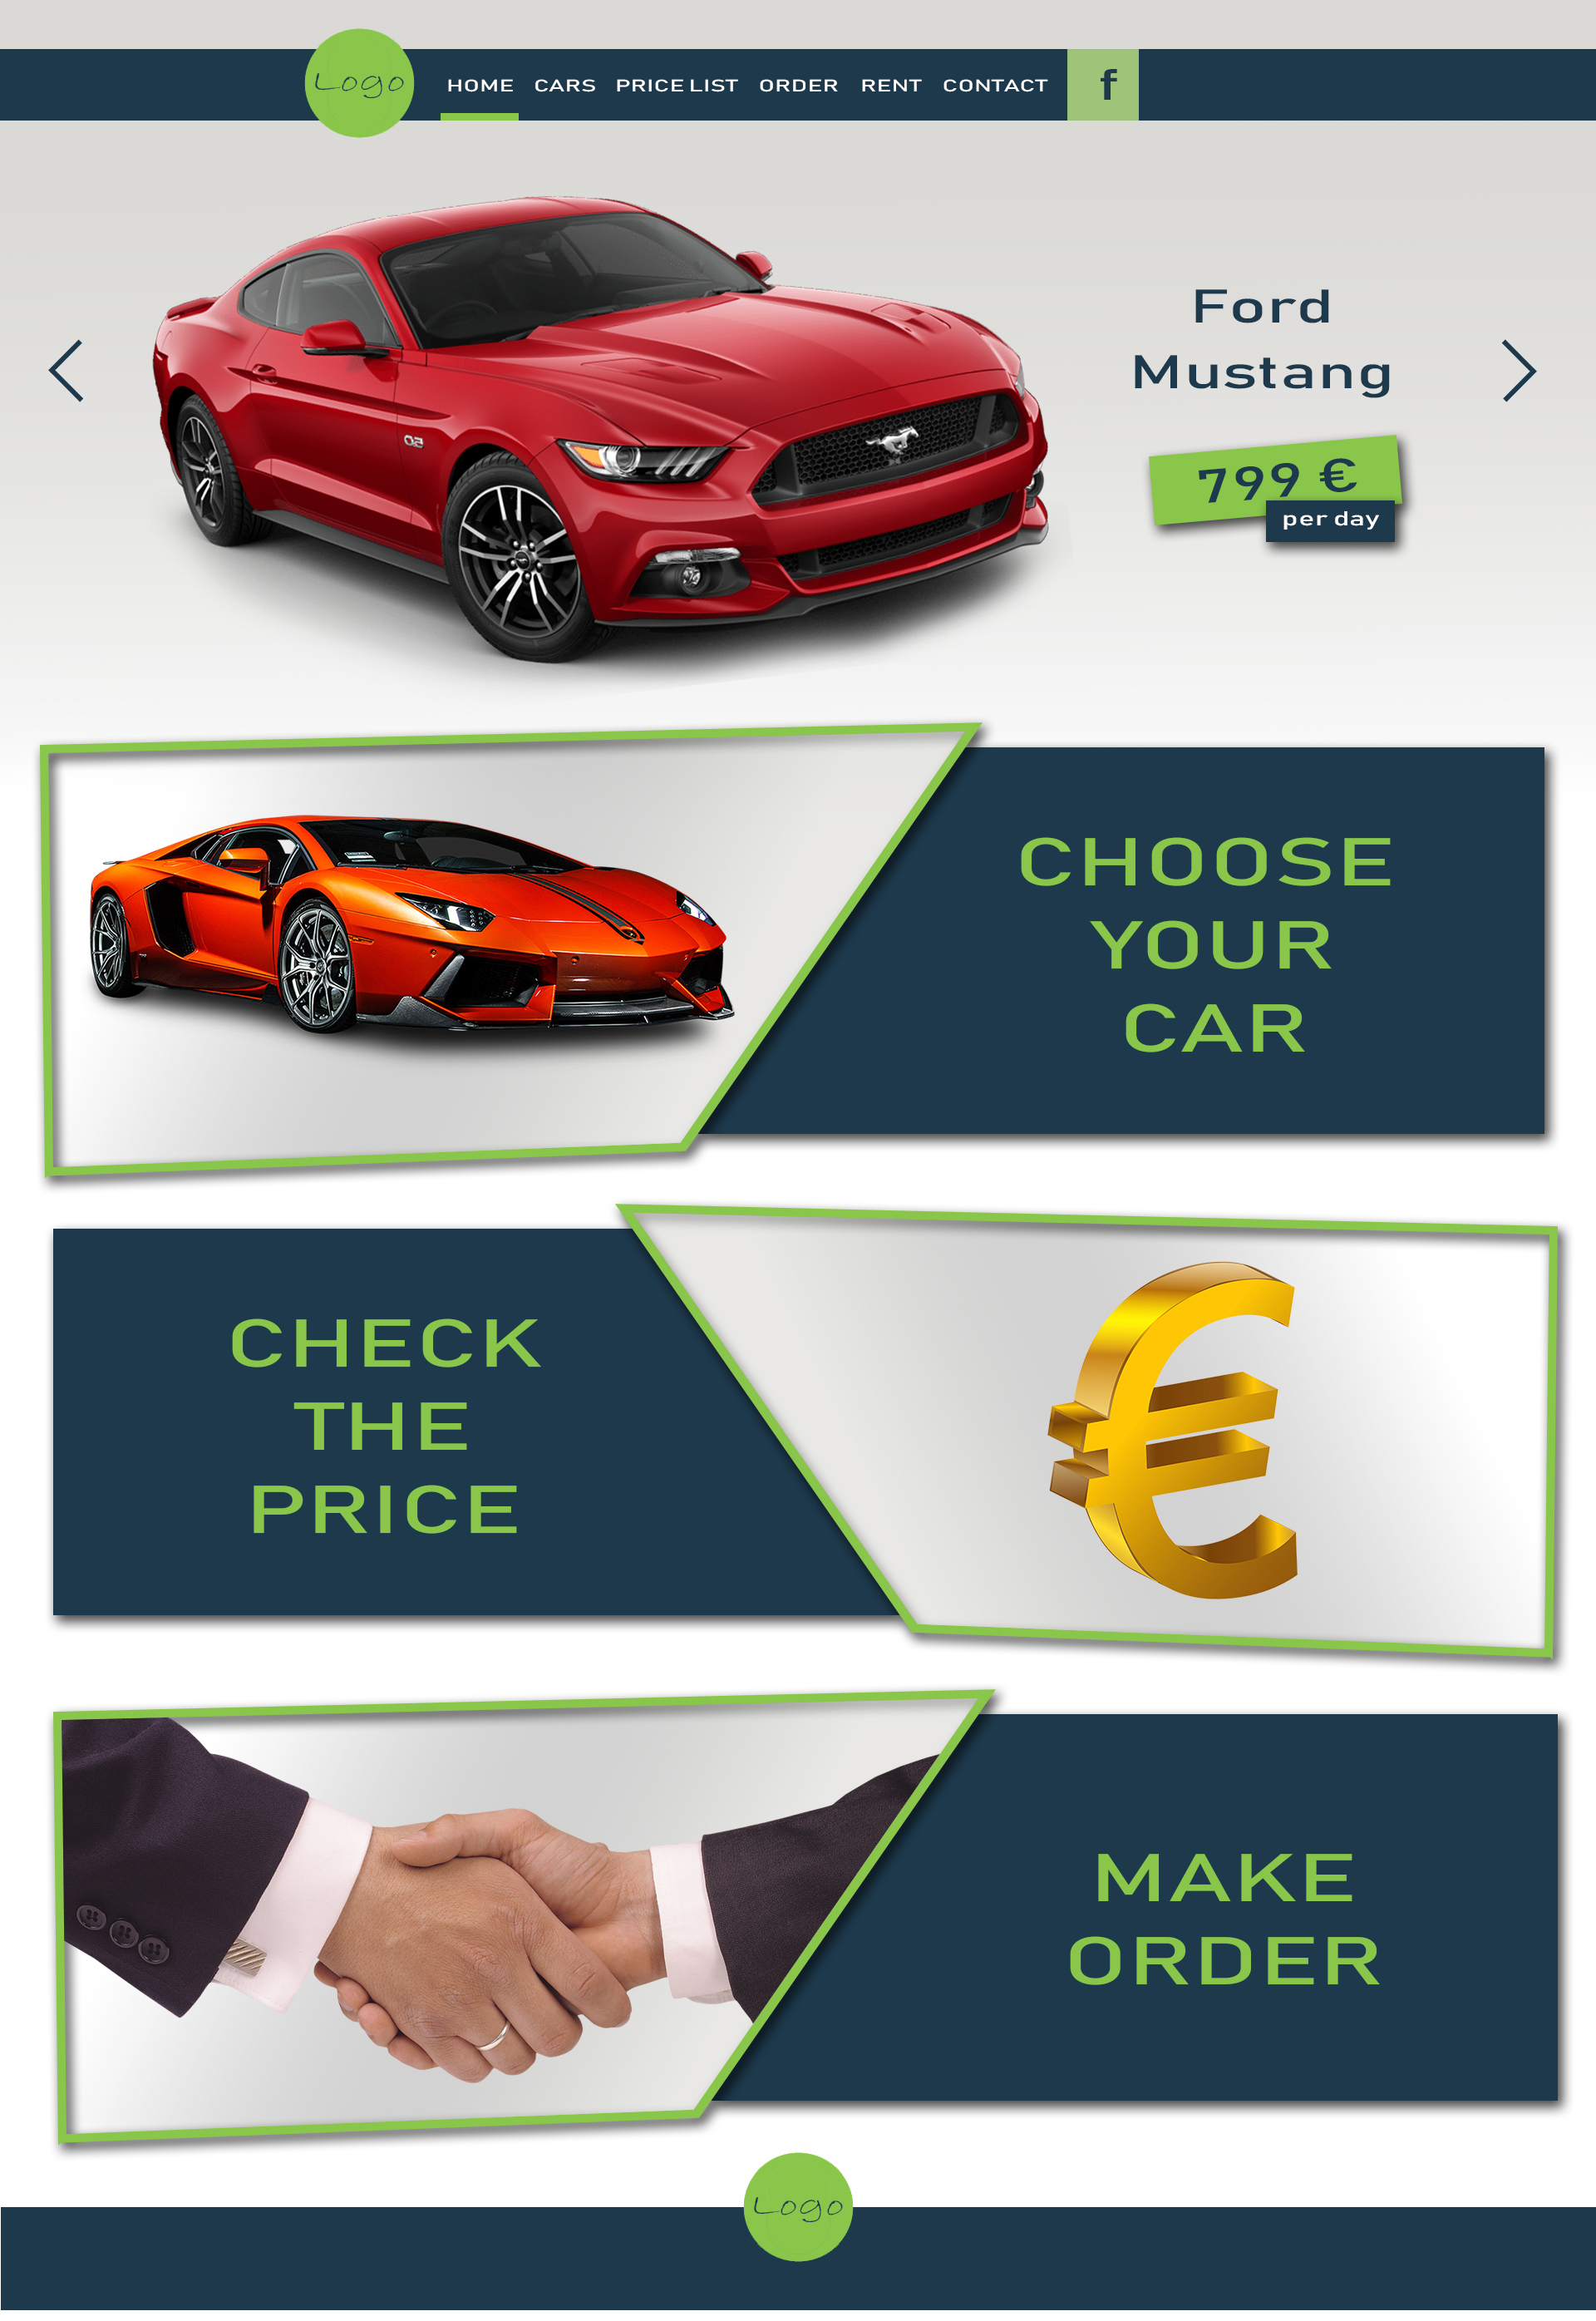 Logo
HOME CARS PRICE LIST ORDER RENT CONTACT f
Ford
Mustang
799 €
per day
CHOOSE
YOUR
CAR
CHECK
THE
PRICE
€
MAKE
ORDER
Logo